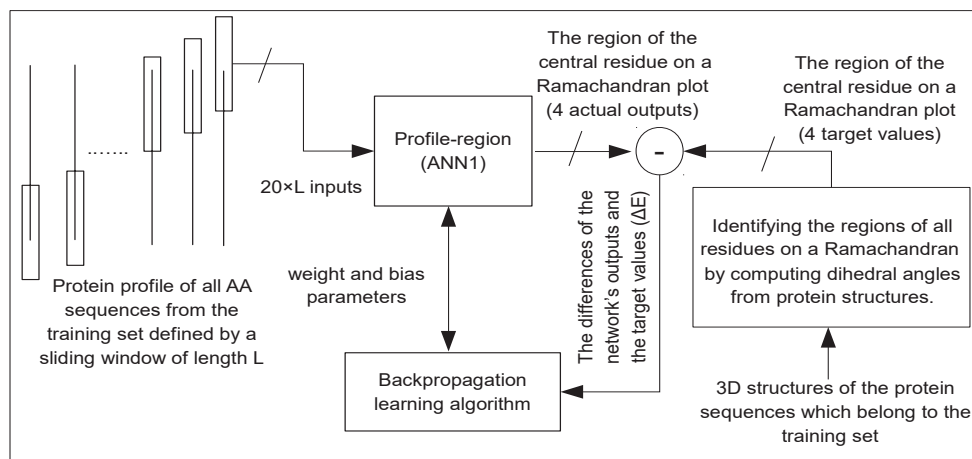 20×L inputs
Protein profile of all AA
sequences from the
training set defined by a
sliding window of length L
Profile-region
(ANN1)
The region of the
central residue on a
Ramachandran plot
(4 actual outputs)
-
The region of the
central residue on a
Ramachandran plot
(4 target values)
Identifying the regions of all
residues on a Ramachandran
by computing dihedral angles
from protein structures.
3D structures of the protein
sequences which belong to the
training set
The differences of the
network's outputs and
the target values (ΔE)
weight and bias
parameters
Backpropagation
learning algorithm